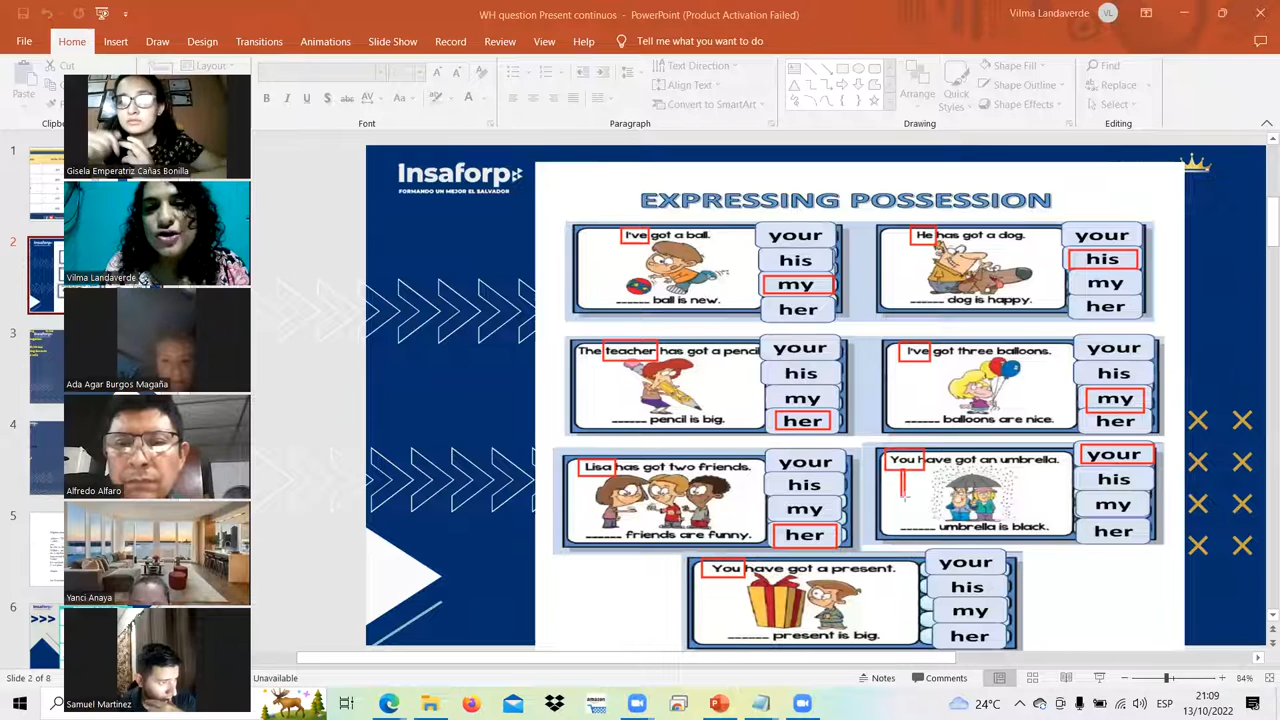 WH question Present continuos - PowerPoint (Product Activation Failed)
Vilma Landaverde
VL
File Home Insert Draw Design Transitions Animations Slide Show Record Review View Help Tell me what you want to do
Cut
Paste
Layout
Text Direction
Align Text
Convert to SmartArt
Arrange
Quick
Styles
Shape Fill
Shape Outline
Shape Effects
Find
Replace
Select
Font
Paragraph
Drawing
Editing
Gisela Emperatriz Cañas Bonilla
Vilma Landaverde
Ada Agar Burgos Magaña
Alfredo Alfaro
Yanci Anaya
Samuel Martinez
Insaforp
FORMANDO UN MEJOR EL SALVADOR
EXPRESSING POSSESSION
I've got a ball.
______ ball is new.
your
his
my
her
He has got a dog.
______ dog is happy.
your
his
my
her
The teacher has got a penci
______ pencil is big.
your
his
my
her
I've got three balloons.
______ balloons are nice.
your
his
my
her
Lisa has got two friends.
______ friends are funny.
your
his
my
her
You have got an umbrella.
______ umbrella is black.
your
his
my
her
You have got a present.
______ present is big.
your
his
my
her
Slide 2 of 8
Unavailable
Notes
Comments
84%
amazon
24°C
ESP
21:09
13/10/2022